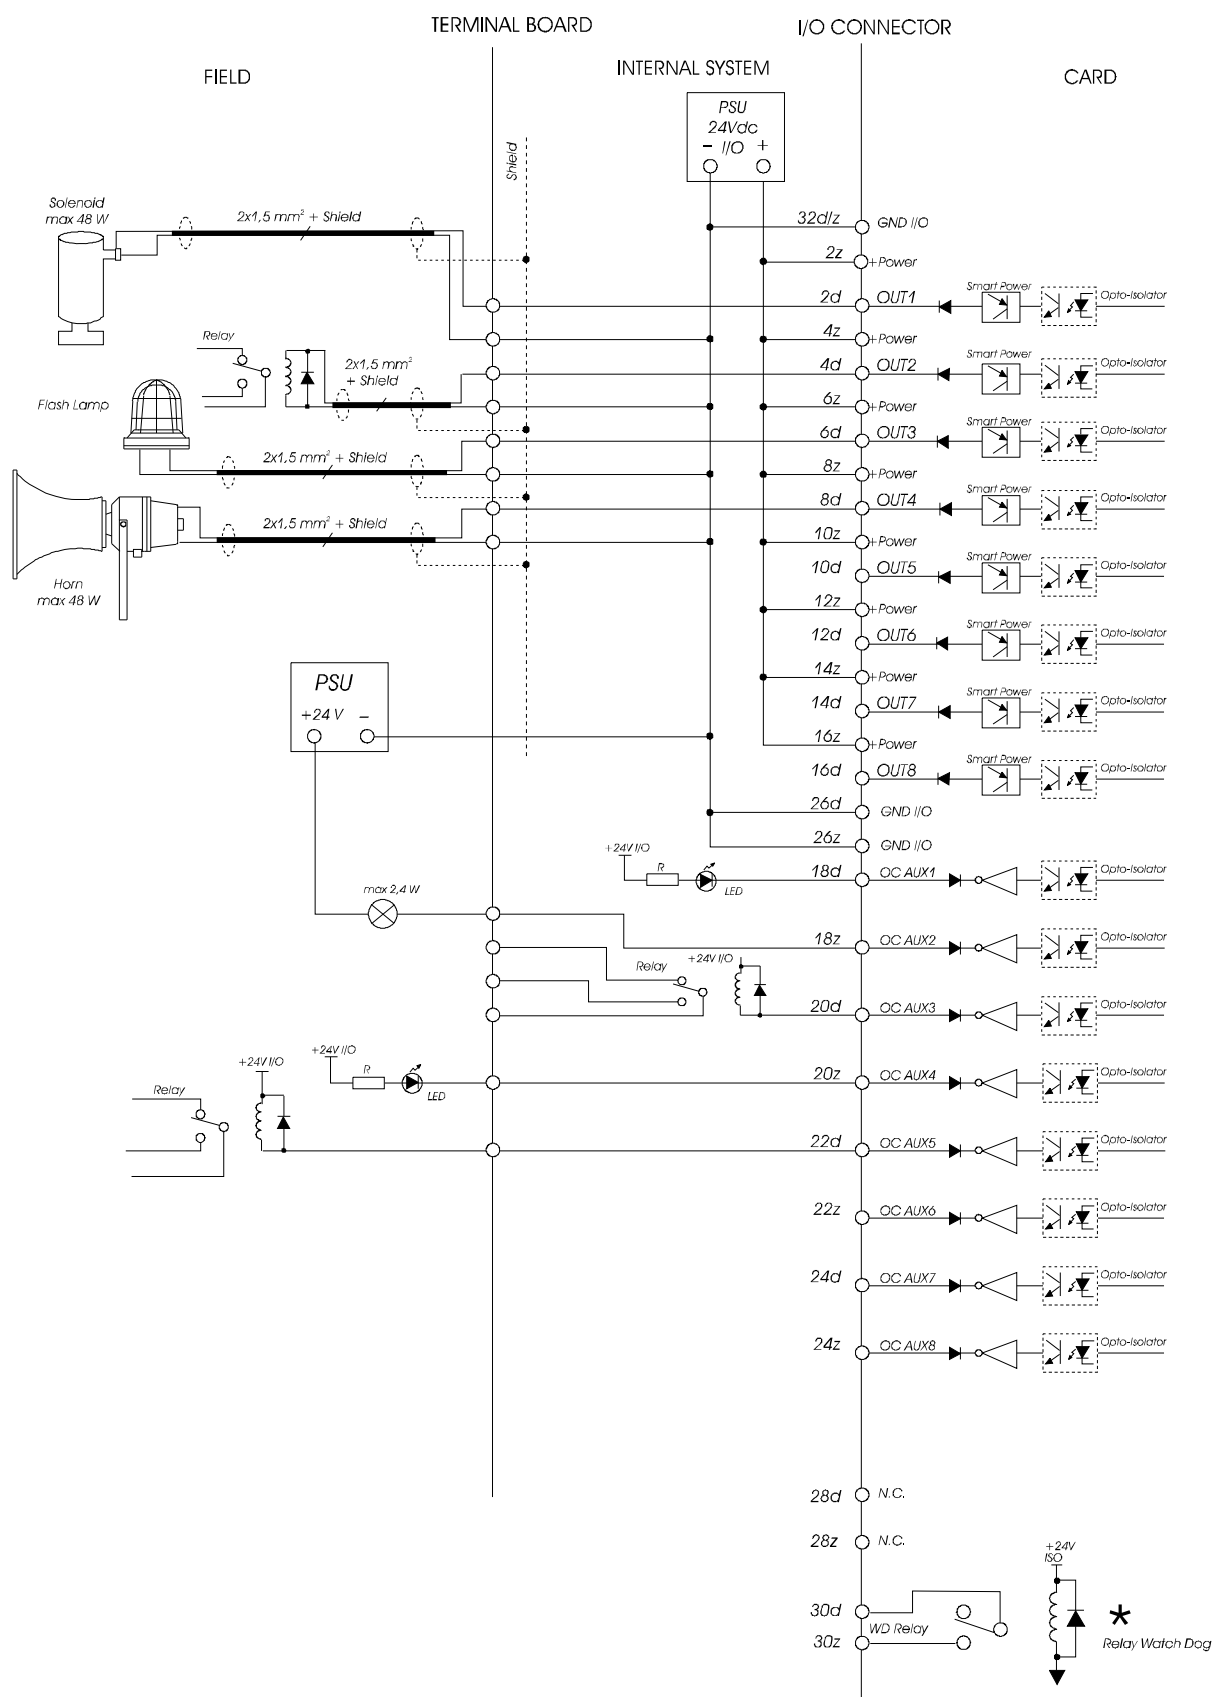 TERMINAL BOARD
I/O CONNECTOR
FIELD
INTERNAL SYSTEM
CARD
PSU
24Vdc
− I/O +
Shield
Solenoid
max 48 W
2x1,5 mm² + Shield
32d/z GND I/O
2z +Power
2d OUT1 Smart Power Opto-Isolator
4z +Power
Relay
2x1,5 mm²
+ Shield
4d OUT2 Smart Power Opto-Isolator
6z +Power
Flash Lamp
6d OUT3 Smart Power Opto-Isolator
2x1,5 mm² + Shield
8z +Power
8d OUT4 Smart Power Opto-Isolator
2x1,5 mm² + Shield
10z +Power
Horn
max 48 W
10d OUT5 Smart Power Opto-Isolator
12z +Power
12d OUT6 Smart Power Opto-Isolator
14z +Power
PSU
+24 V −
14d OUT7 Smart Power Opto-Isolator
16z +Power
16d OUT8 Smart Power Opto-Isolator
26d GND I/O
26z GND I/O
+24V I/O
R
LED
18d OC AUX1 Opto-Isolator
max 2,4 W
18z OC AUX2 Opto-Isolator
Relay
+24V I/O
20d OC AUX3 Opto-Isolator
+24V I/O
R
LED
20z OC AUX4 Opto-Isolator
+24V I/O
Relay
22d OC AUX5 Opto-Isolator
22z OC AUX6 Opto-Isolator
24d OC AUX7 Opto-Isolator
24z OC AUX8 Opto-Isolator
28d N.C.
28z N.C.
+24V
ISO
30d
WD Relay
30z
*
Relay Watch Dog